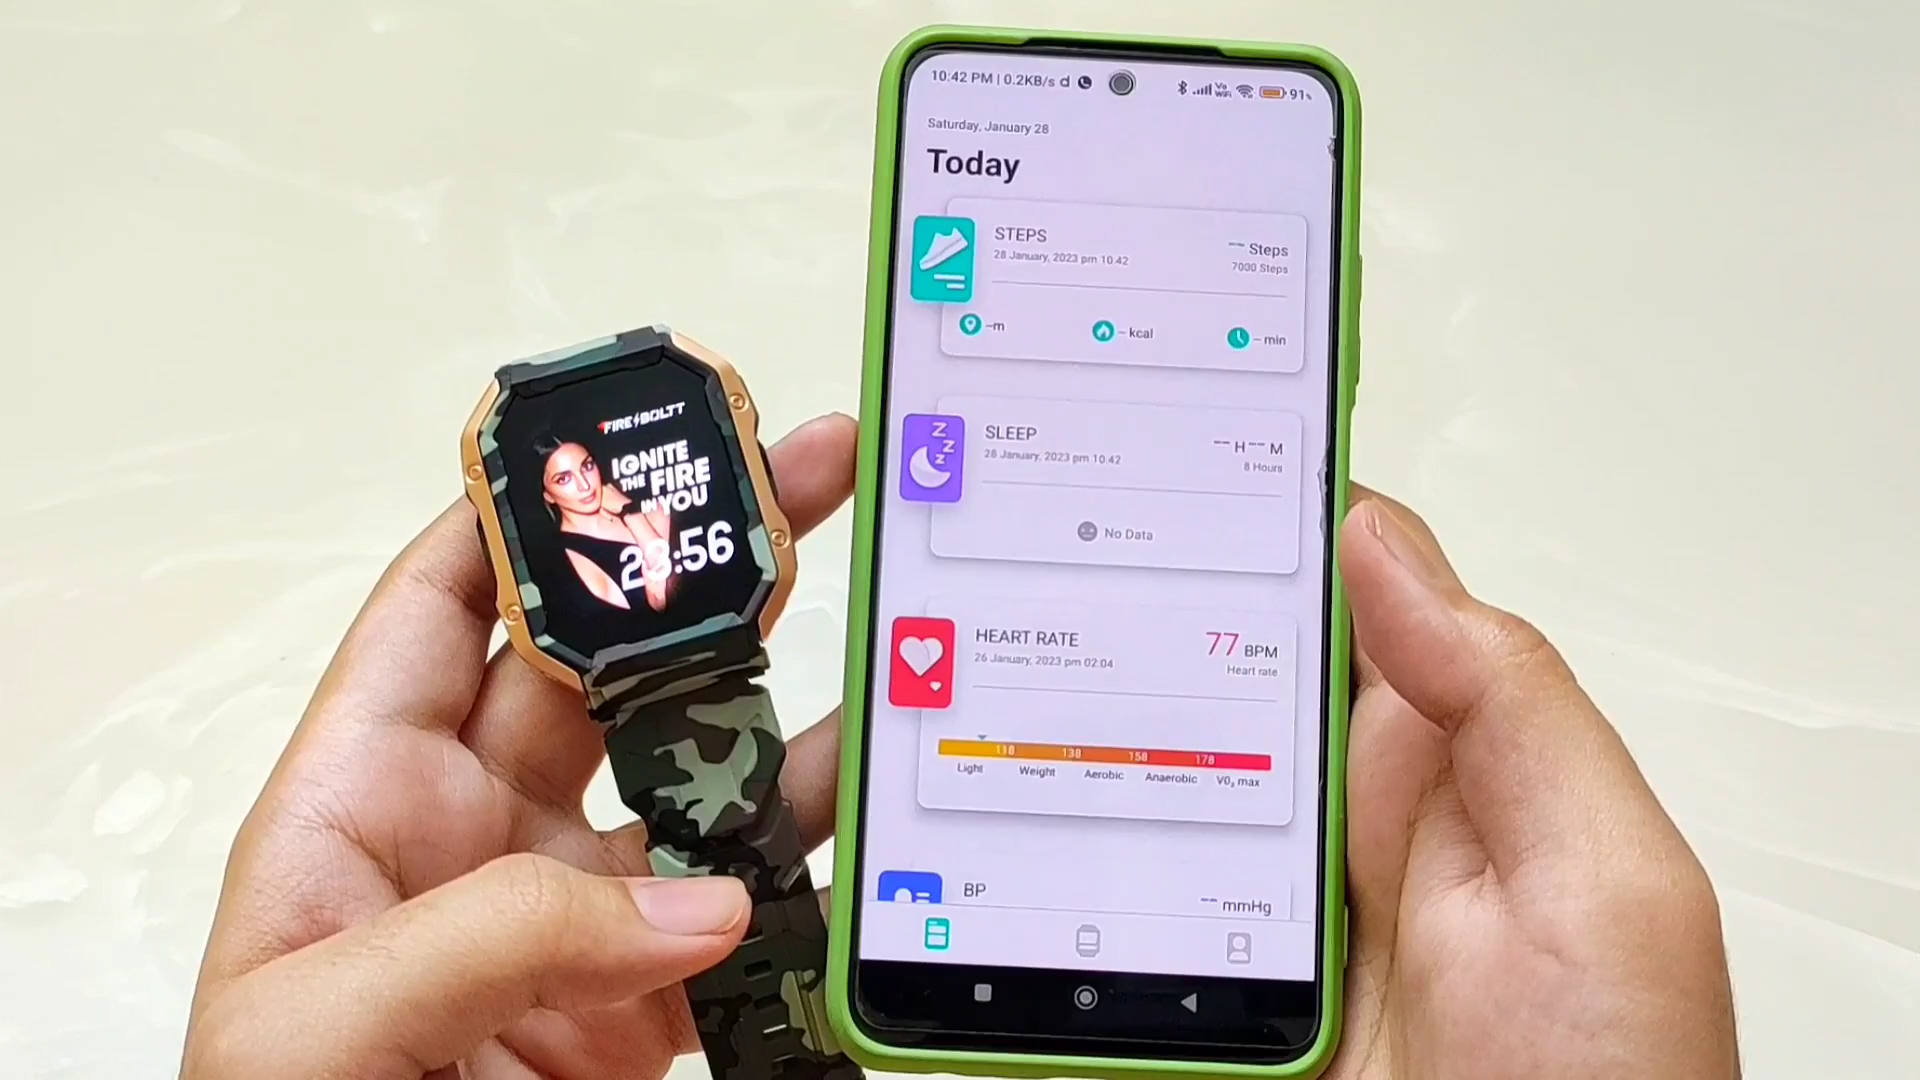 FIRE BOLTT
IGNITE
THE FIRE
IN YOU
23:56
10:42 PM | 0.2KB/s
Vo
WiFi
91%
Saturday, January 28
Today
STEPS
28 January, 2023 pm 10:42
-- Steps
7000 Steps
–m
– kcal
– min
SLEEP
28 January, 2023 pm 10:42
-- H -- M
8 Hours
No Data
HEART RATE
26 January, 2023 pm 02:04
77 BPM
Heart rate
118 138 158 178
Light Weight Aerobic Anaerobic V0₂ max
BP
-- mmHg